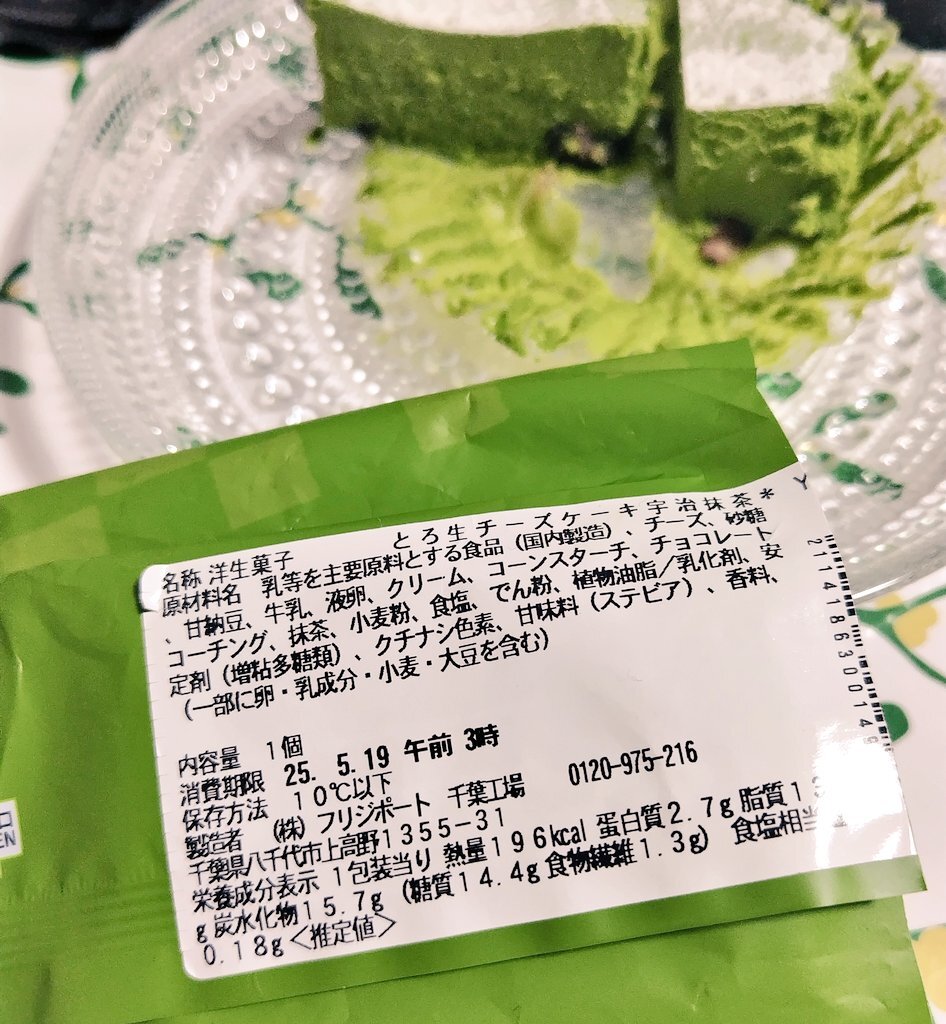 とろ生チーズケーキ宇治抹茶* Y
名称 洋生菓子
原材料名 乳等を主要原料とする食品（国内製造）、チーズ、砂糖
、甘納豆、牛乳、液卵、クリーム、コーンスターチ、チョコレート
コーチング、抹茶、小麦粉、食塩、でん粉、植物油脂／乳化剤、安
定剤（増粘多糖類）、クチナシ色素、甘味料（ステビア）、香料、
（一部に卵・乳成分・小麦・大豆を含む）
内容量 1個
消費期限 25. 5.19 午前 3時
保存方法 10℃以下
製造者 (株) フリジポート 千葉工場 0120-975-216
千葉県八千代市上高野1355-31
栄養成分表示 1包装当り 熱量196kcal 蛋白質2.7g 脂質1
g 炭水化物15.7g (糖質14.4g 食物繊維1.3g) 食塩相当
0.18g <推定値>
EN